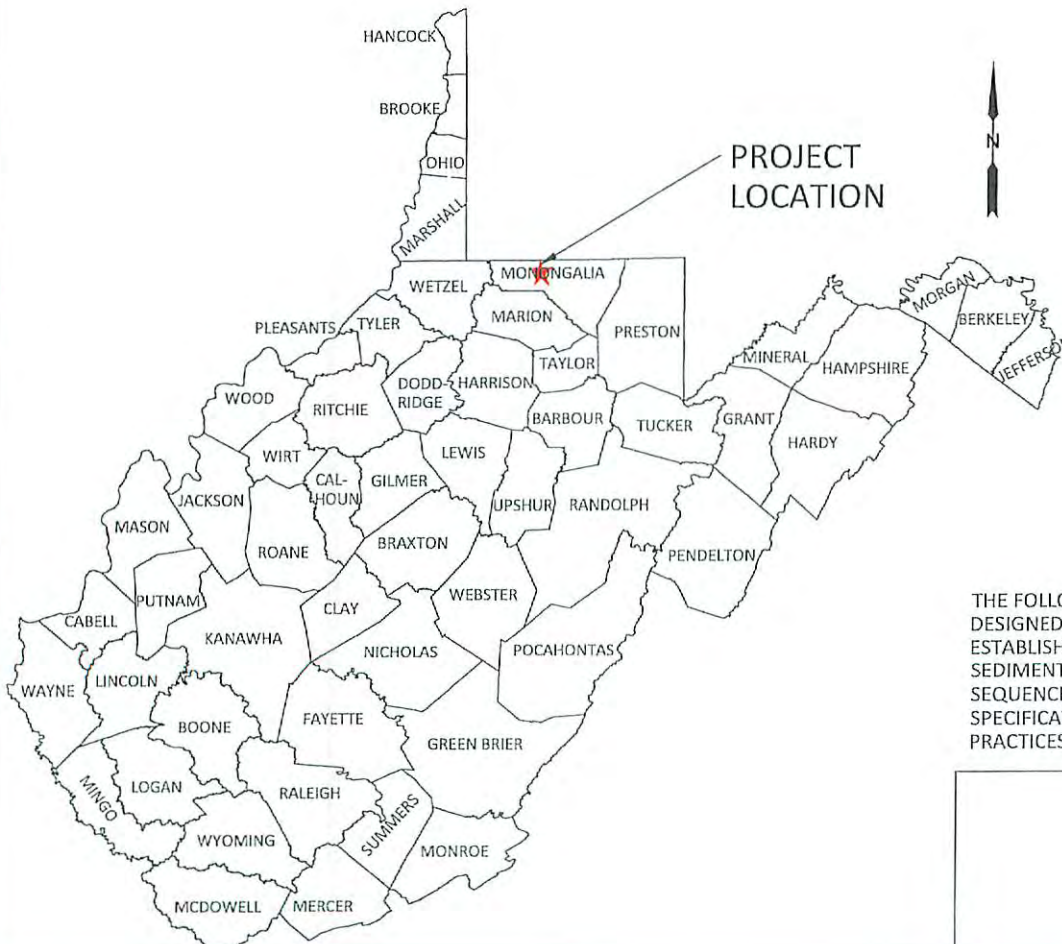 HANCOCK
BROOKE
OHIO
MARSHALL
PROJECT
LOCATION
N
WETZEL
MONONGALIA
MARION
PRESTON
MORGAN
BERKELEY
JEFFERSON
PLEASANTS
TYLER
MINERAL
HAMPSHIRE
WOOD
RITCHIE
DODD-
RIDGE
HARRISON
TAYLOR
BARBOUR
TUCKER
GRANT
HARDY
WIRT
CAL-
HOUN
GILMER
LEWIS
UPSHUR
RANDOLPH
JACKSON
MASON
ROANE
BRAXTON
PENDELTON
PUTNAM
CABELL
CLAY
WEBSTER
KANAWHA
NICHOLAS
POCAHONTAS
WAYNE
LINCOLN
BOONE
FAYETTE
GREEN BRIER
LOGAN
MINGO
RALEIGH
SUMMERS
WYOMING
MONROE
MCDOWELL
MERCER
THE FOLLO
DESIGNED
ESTABLISH
SEDIMENT
SEQUENC
SPECIFICA
PRACTICES